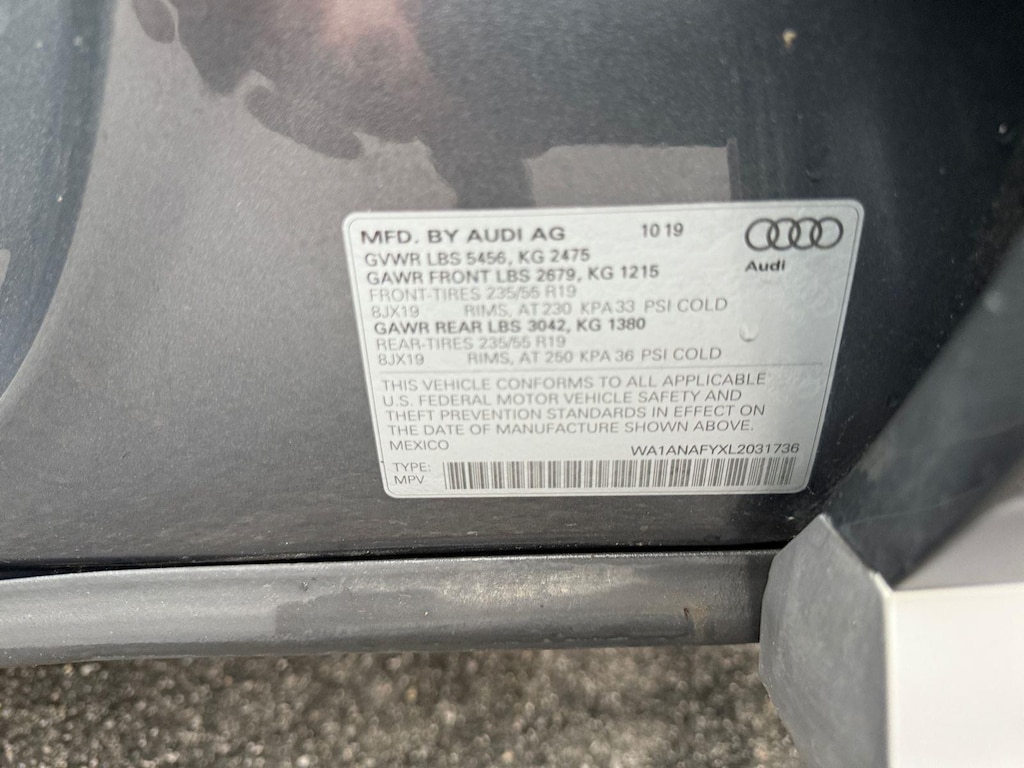 MFD. BY AUDI AG 10 19
Audi
GVWR LBS 5456, KG 2475
GAWR FRONT LBS 2679, KG 1215
FRONT-TIRES 235/55 R19
8JX19 RIMS, AT 230 KPA 33 PSI COLD
GAWR REAR LBS 3042, KG 1380
REAR-TIRES 235/55 R19
8JX19 RIMS, AT 250 KPA 36 PSI COLD
THIS VEHICLE CONFORMS TO ALL APPLICABLE
U.S. FEDERAL MOTOR VEHICLE SAFETY AND
THEFT PREVENTION STANDARDS IN EFFECT ON
THE DATE OF MANUFACTURE SHOWN ABOVE.
MEXICO WA1ANAFYXL2031736
TYPE:
MPV